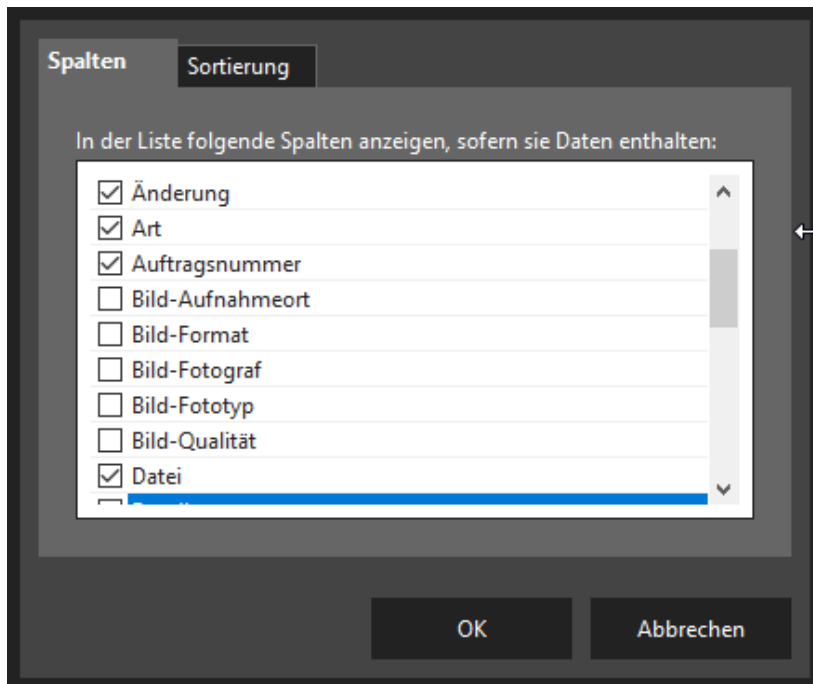 Spalten
Sortierung
In der Liste folgende Spalten anzeigen, sofern sie Daten enthalten:
Änderung
Art
Auftragsnummer
Bild-Aufnahmeort
Bild-Format
Bild-Fotograf
Bild-Fototyp
Bild-Qualität
Datei
OK
Abbrechen